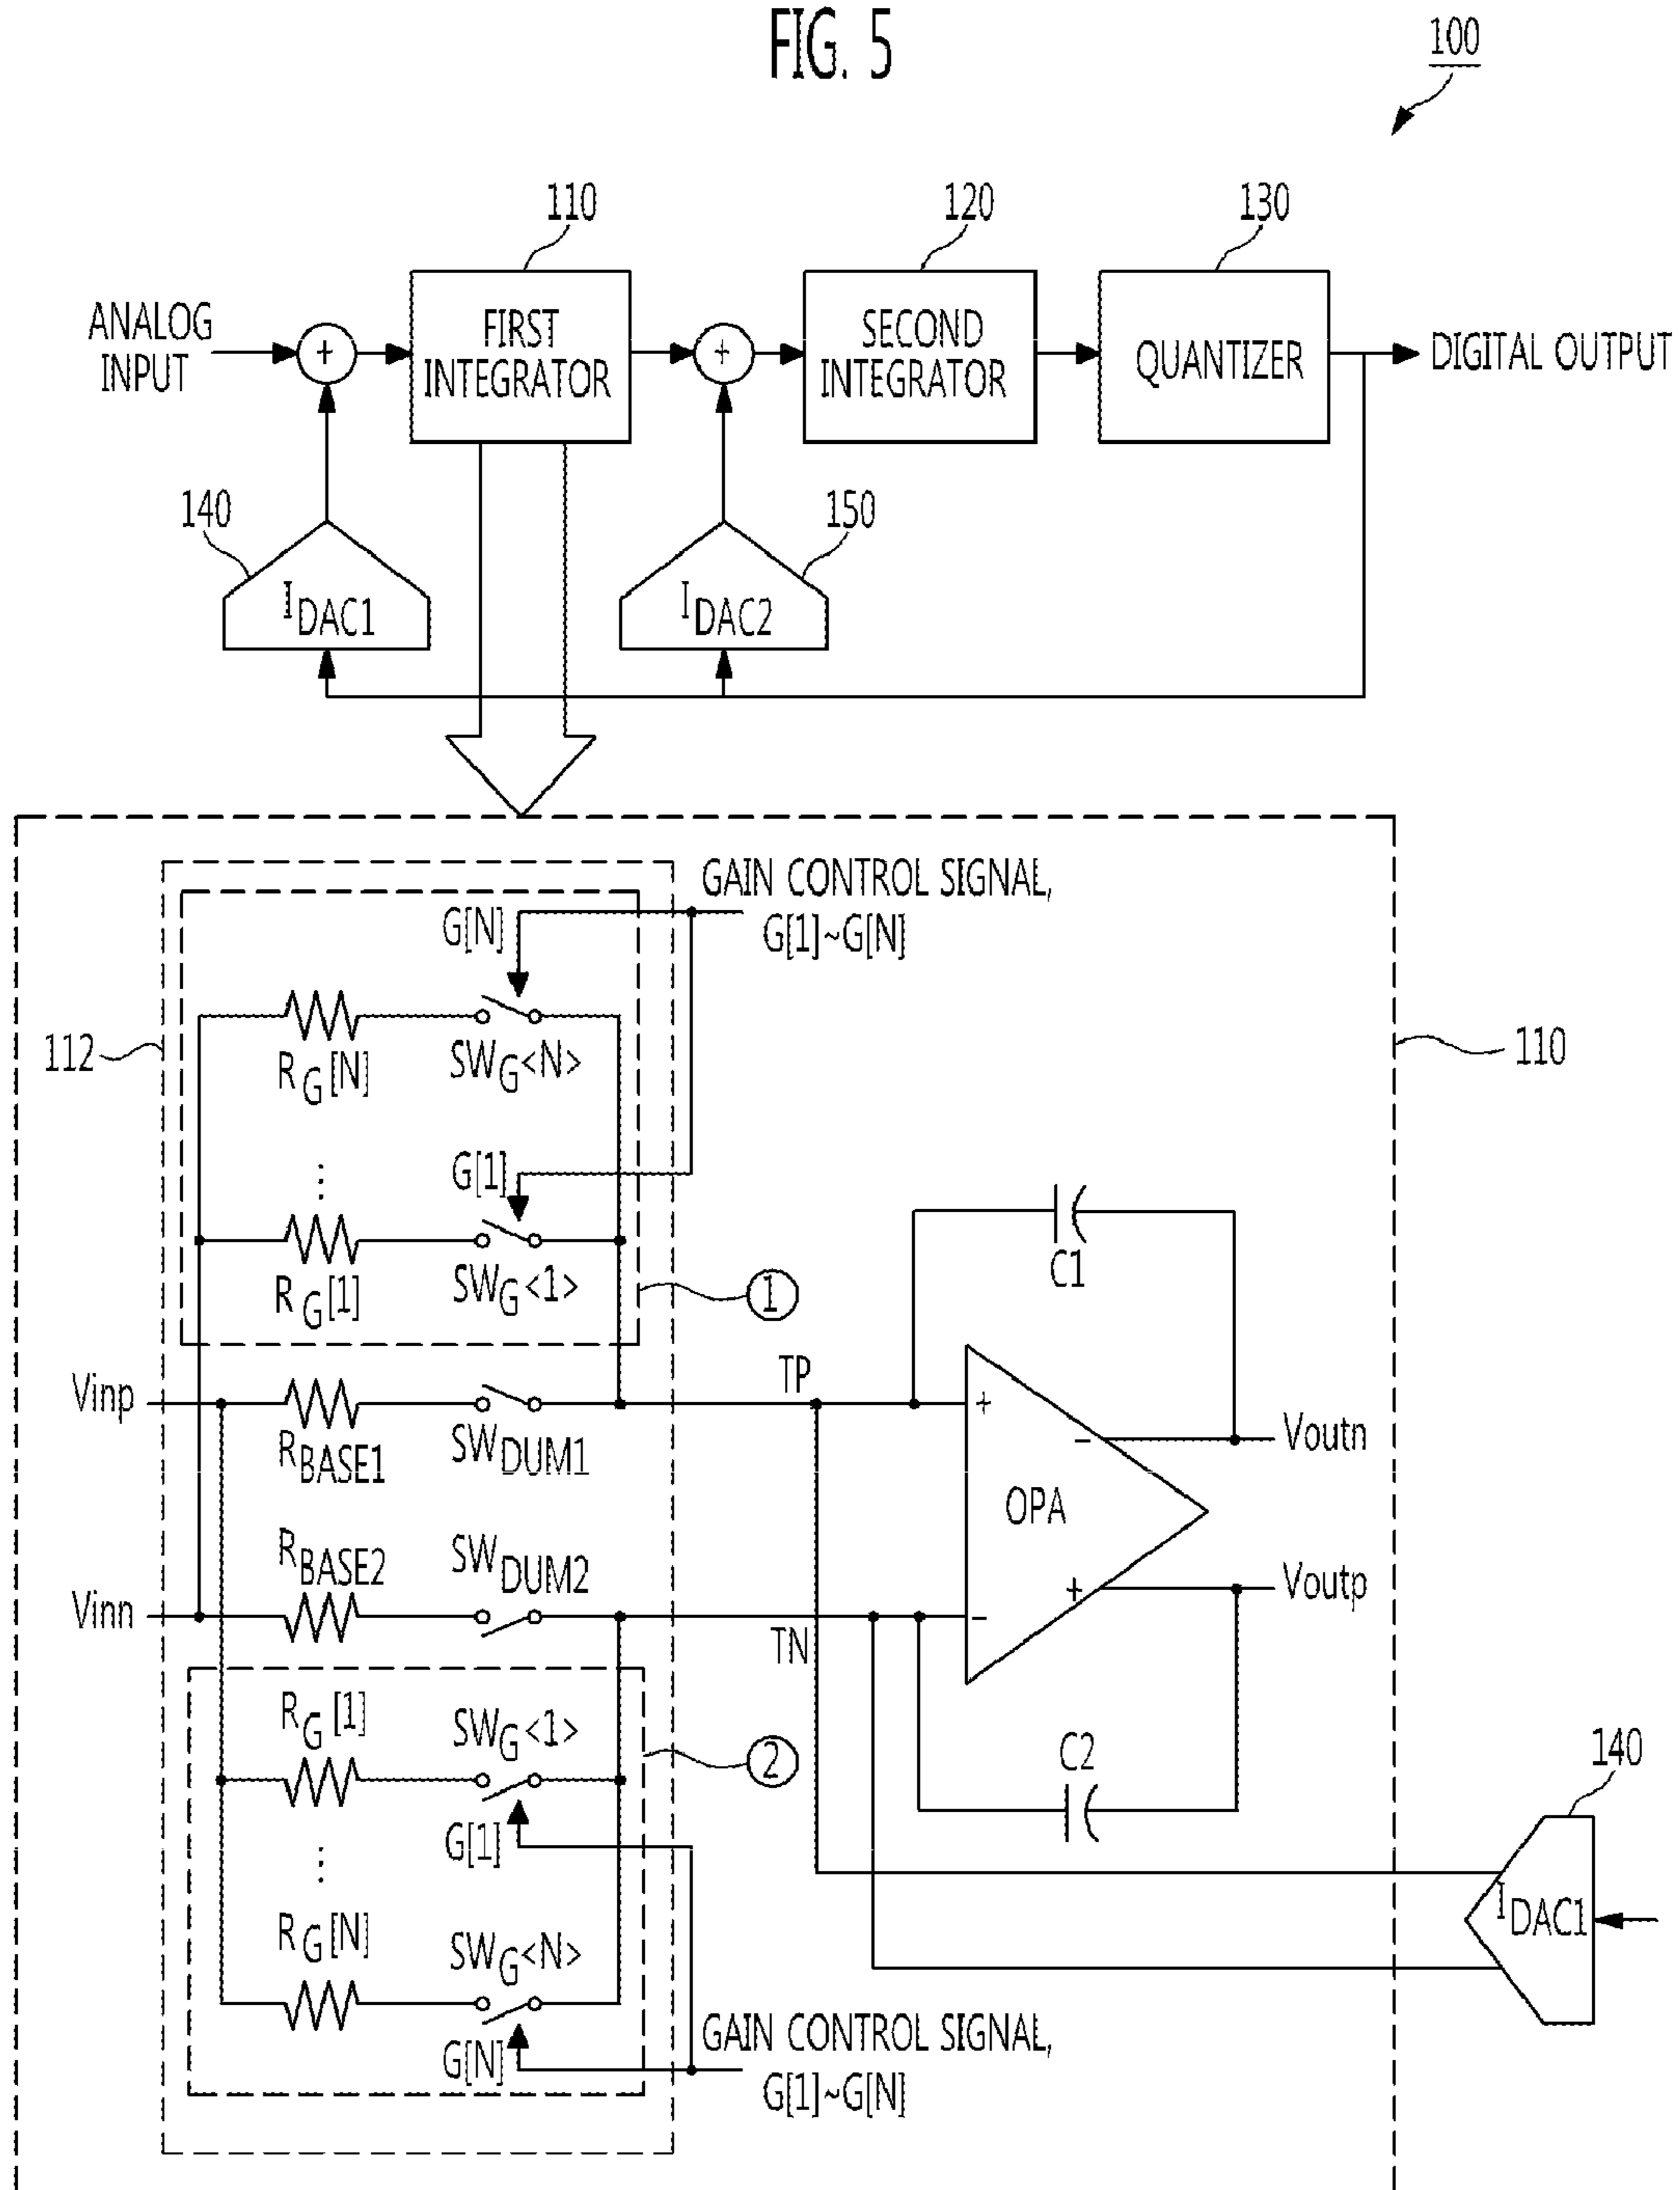 FIG. 5
100
110
120
130
ANALOG
INPUT
+
FIRST
INTEGRATOR
+
SECOND
INTEGRATOR
QUANTIZER
DIGITAL OUTPUT
140
IDAC1
150
IDAC2
GAIN CONTROL SIGNAL,
G[1]~G[N]
G[N]
112
RG[N]
SWG<N>
110
G[1]
⋮
RG[1]
SWG<1>
①
C1
Vinp
RBASE1
SWDUM1
TP
+
-
Voutn
OPA
RBASE2
SWDUM2
Vinn
TN
-
+
Voutp
RG[1]
SWG<1>
②
C2
140
G[1]
⋮
RG[N]
SWG<N>
IDAC1
G[N]
GAIN CONTROL SIGNAL,
G[1]~G[N]